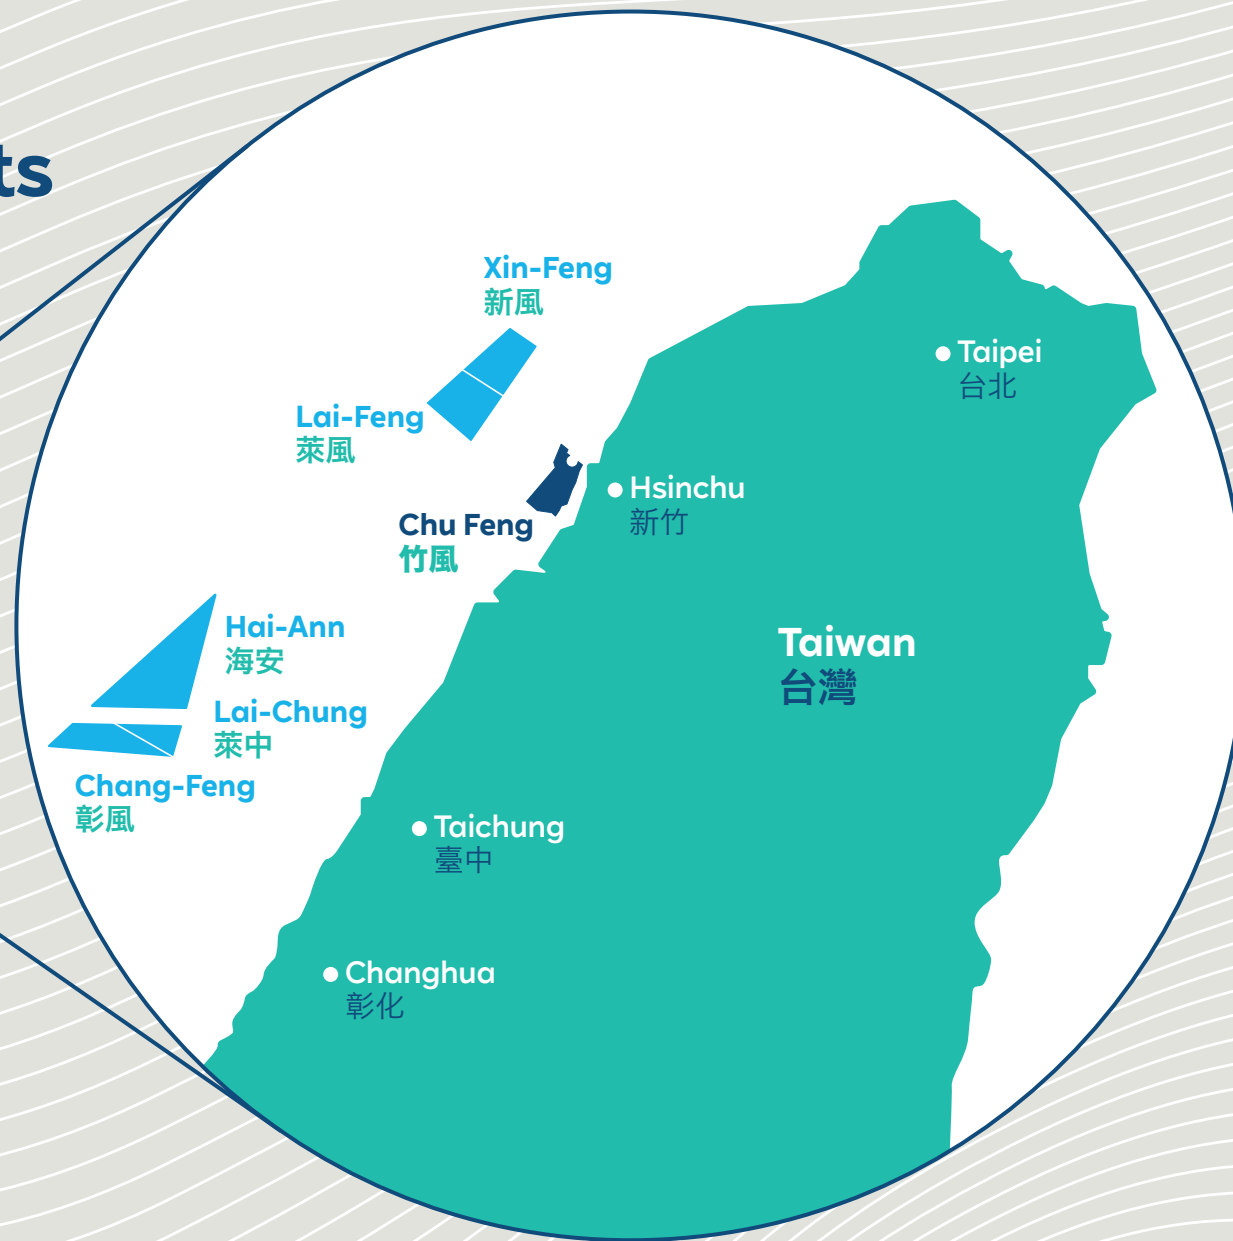 ts
Xin-Feng
新風
Taipei
台北
Lai-Feng
萊風
Hsinchu
新竹
Chu Feng
竹風
Hai-Ann
海安
Taiwan
台灣
Lai-Chung
萊中
Chang-Feng
彰風
Taichung
臺中
Changhua
彰化